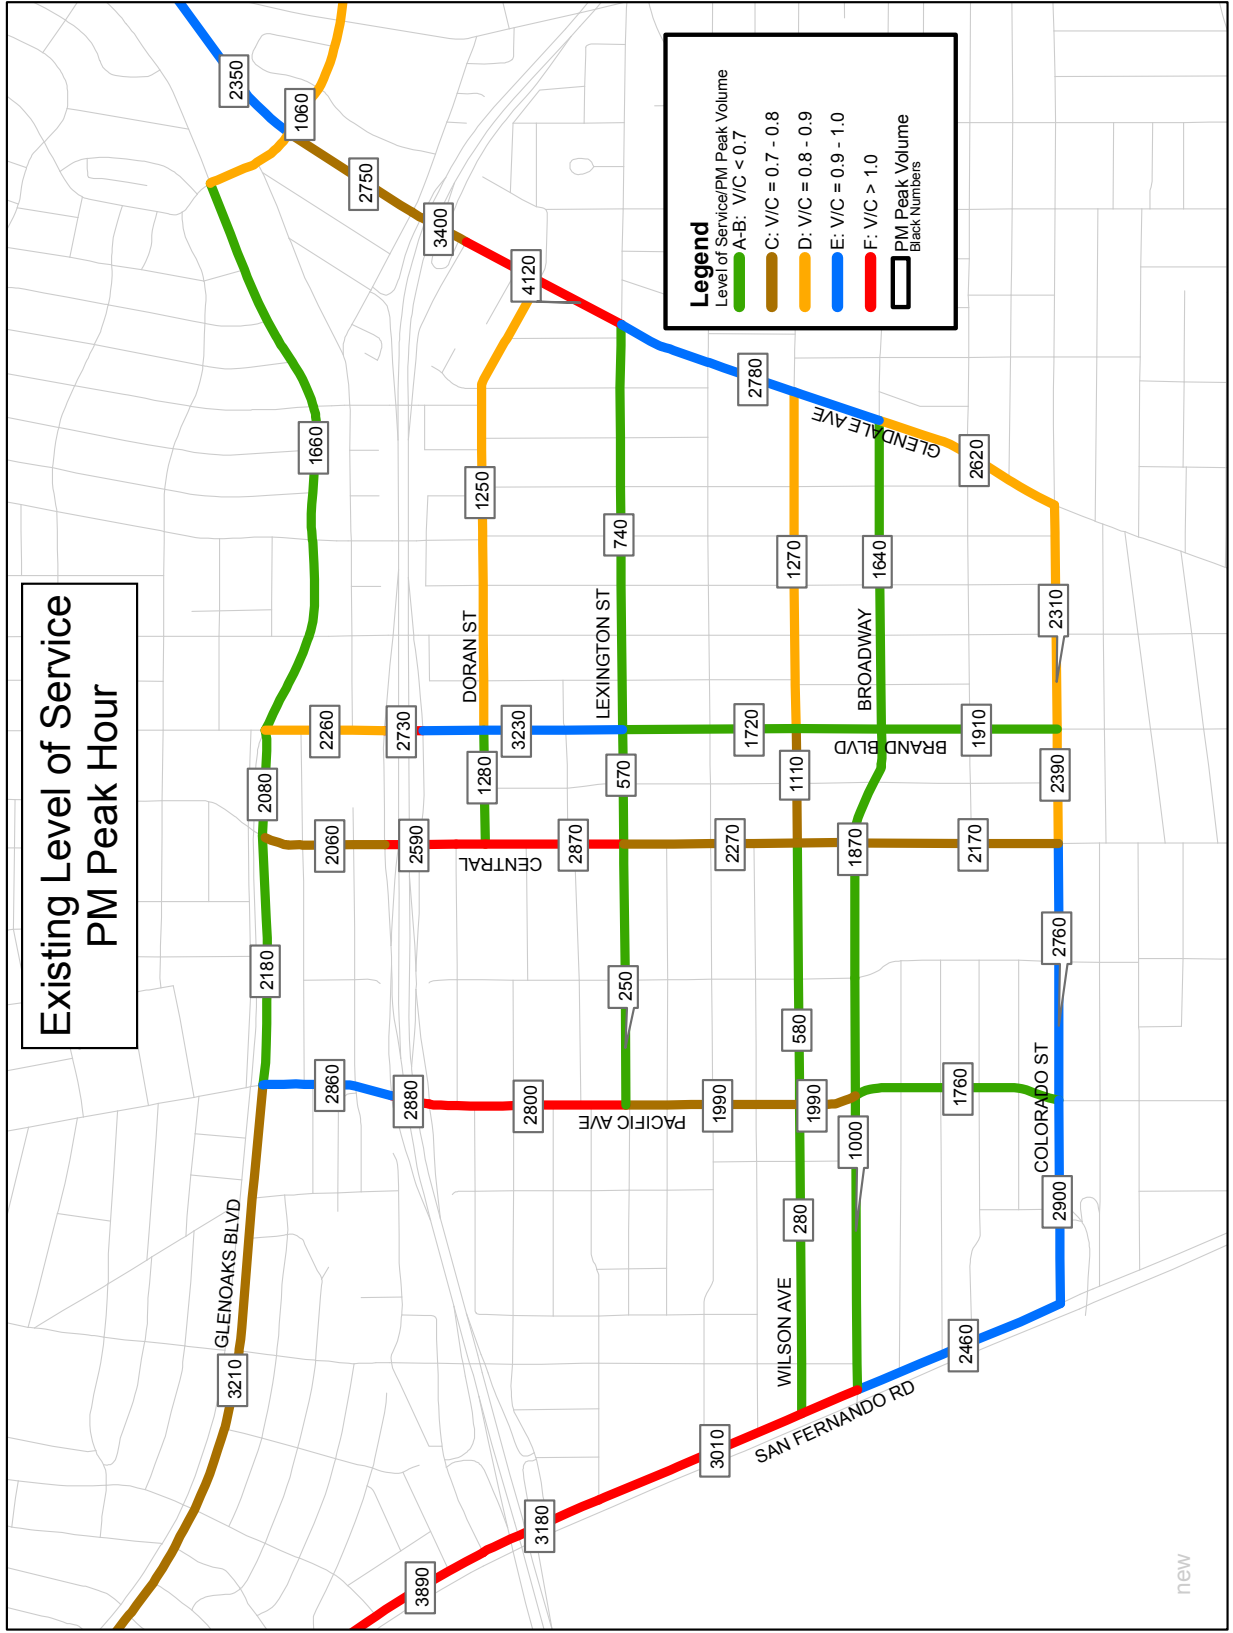 Existing Level of Service
PM Peak Hour
Legend
Level of Service/PM Peak Volume
A-B: V/C < 0.7
C: V/C = 0.7 - 0.8
D: V/C = 0.8 - 0.9
E: V/C = 0.9 - 1.0
F: V/C > 1.0
PM Peak Volume
Black Numbers
2350
1060
2750
3400
4120
1660
1250
740
2780
GLENDALE AVE
2620
1270
1640
2310
DORAN ST
LEXINGTON ST
BROADWAY
2260
2730
3230
1720
BRAND BLVD
1910
2080
1280
570
1110
2390
2060
2590
CENTRAL
2870
2270
1870
2170
2180
250
580
2760
2860
2880
2800
PACIFIC AVE
1990
1990
1760
COLORADO ST
1000
GLENOAKS BLVD
280
2900
WILSON AVE
3210
2460
SAN FERNANDO RD
3010
3180
3890
new